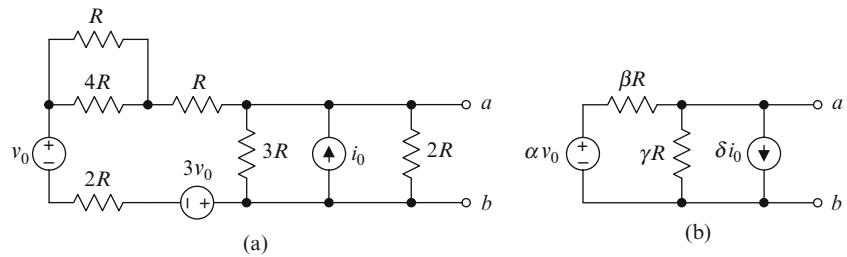 R
4R
R
a
v₀
+
−
3R
i₀
2R
2R
3v₀
− +
b
(a)
βR
a
αv₀
+
−
γR
δi₀
b
(b)